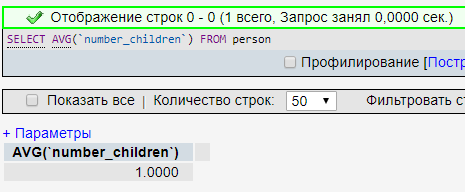 Отображение строк 0 - 0 (1 всего, Запрос занял 0,0000 сек.)
SELECT AVG(`number_children`) FROM person
Профилирование [Постр
Показать все | Количество строк: 50 Фильтровать ст
+ Параметры
AVG(`number_children`)
1.0000